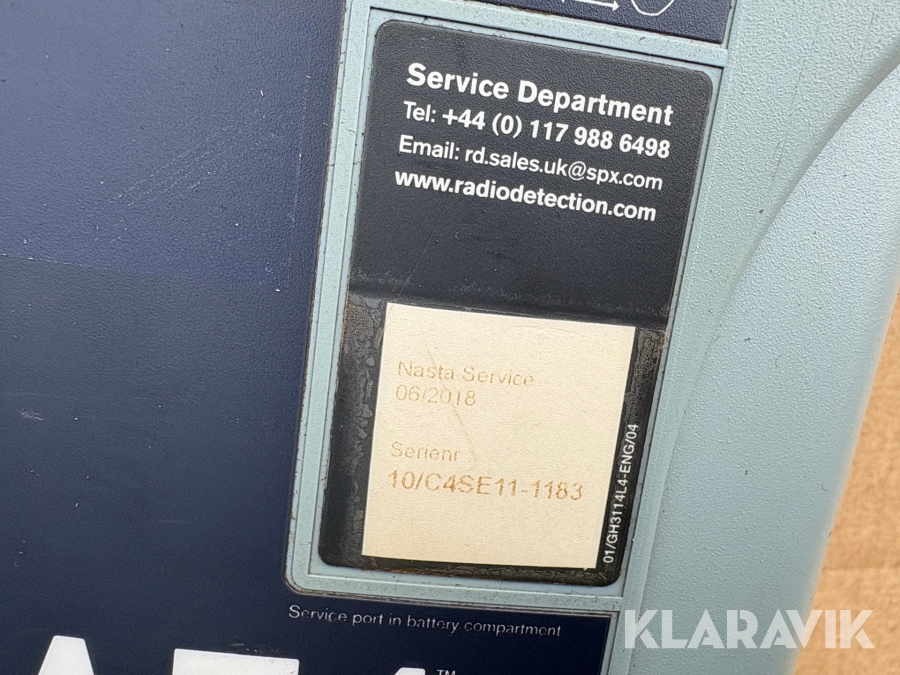 Service Department
Tel: +44 (0) 117 988 6498
Email: rd.sales.uk@spx.com
www.radiodetection.com
Nasta Service
06/2018
Serienr
10/C4SE11-1183
01/GH3114L4-ENG/04
Service port in battery compartment
KLARAVIK